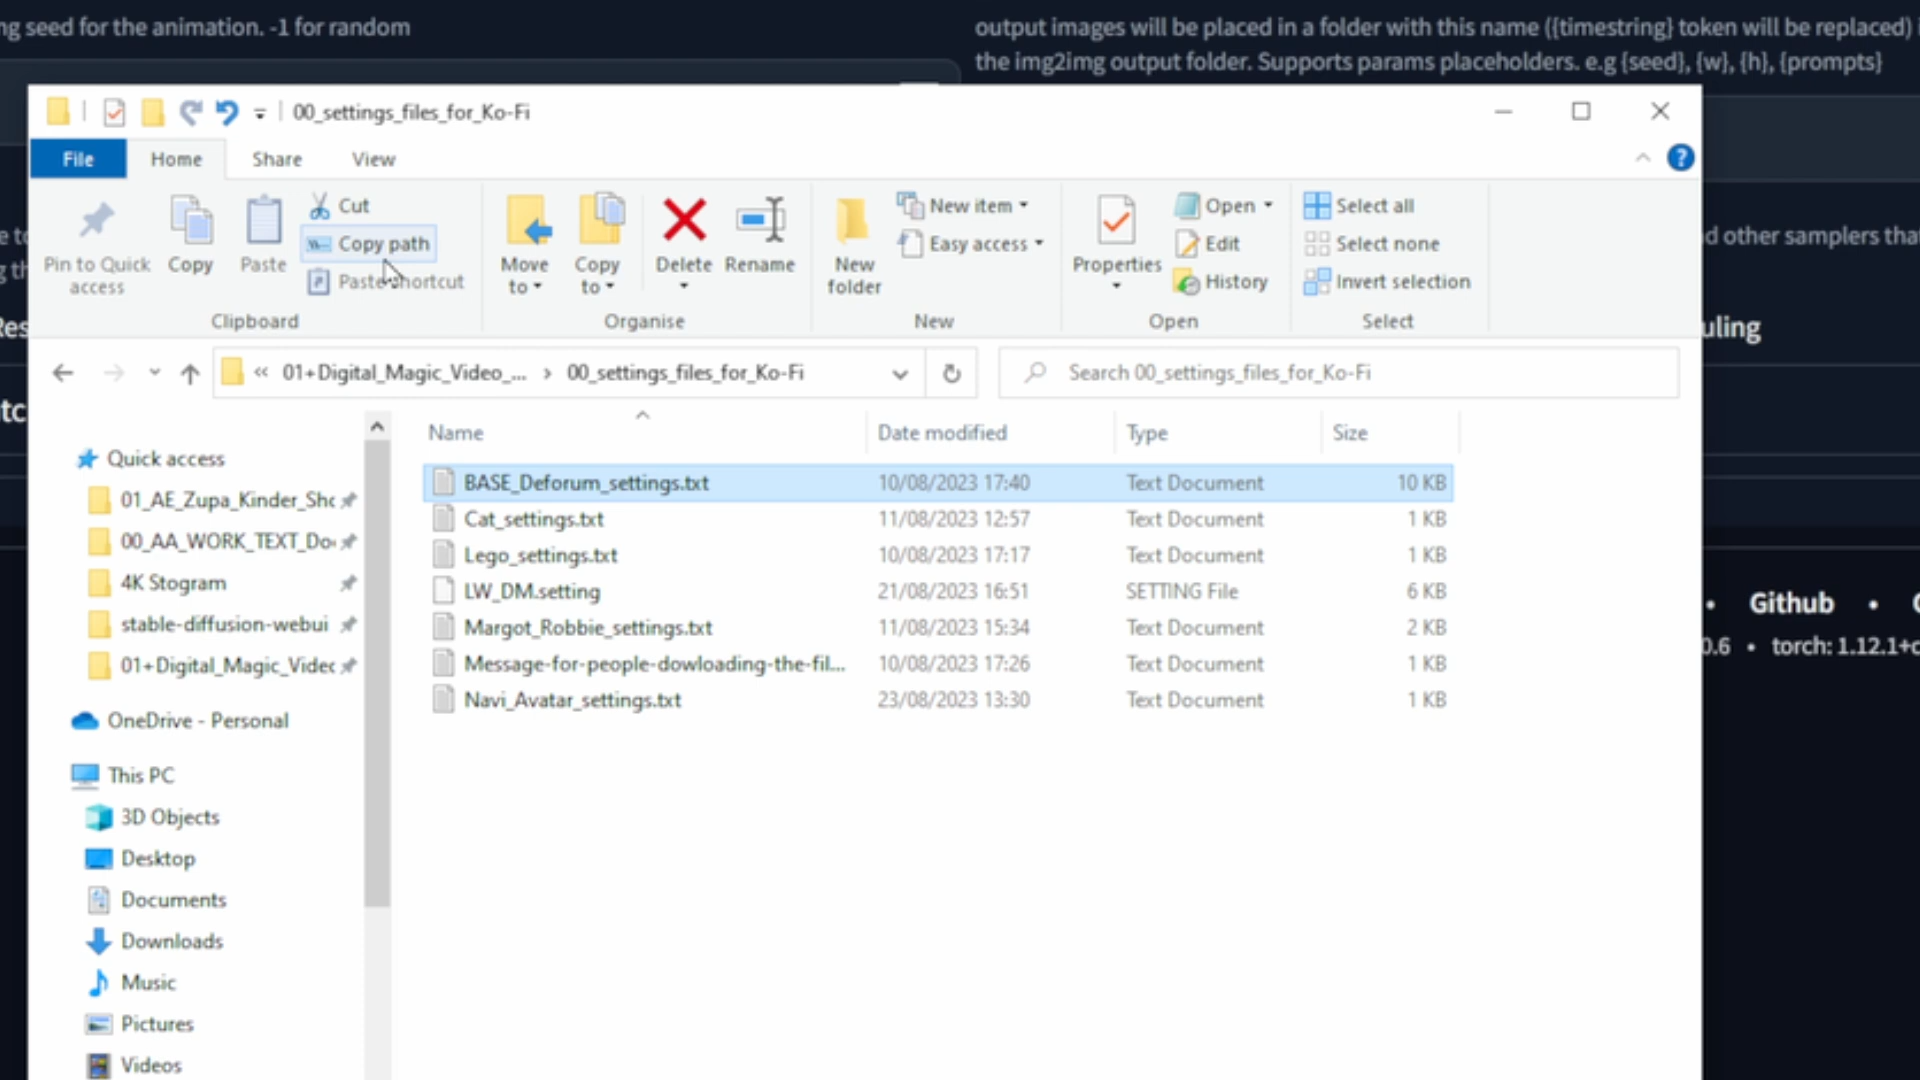 ng seed for the animation. -1 for random
output images will be placed in a folder with this name ({timestring} token will be replaced)
the img2img output folder. Supports params placeholders. e.g {seed}, {w}, {h}, {prompts}
00_settings_files_for_Ko-Fi
File Home Share View
Pin to Quick access
Copy
Paste
Cut
Copy path
Paste shortcut
Clipboard
Move to
Copy to
Delete
Rename
Organise
New folder
New item
Easy access
New
Properties
Open
Edit
History
Open
Select all
Select none
Invert selection
Select
d other samplers that
uling
« 01+Digital_Magic_Video_... › 00_settings_files_for_Ko-Fi
Search 00_settings_files_for_Ko-Fi
Name Date modified Type Size
BASE_Deforum_settings.txt 10/08/2023 17:40 Text Document 10 KB
Cat_settings.txt 11/08/2023 12:57 Text Document 1 KB
Lego_settings.txt 10/08/2023 17:17 Text Document 1 KB
LW_DM.setting 21/08/2023 16:51 SETTING File 6 KB
Margot_Robbie_settings.txt 11/08/2023 15:34 Text Document 2 KB
Message-for-people-dowloading-the-fil... 10/08/2023 17:26 Text Document 1 KB
Navi_Avatar_settings.txt 23/08/2023 13:30 Text Document 1 KB
Quick access
01_AE_Zupa_Kinder_Sho
00_AA_WORK_TEXT_Do
4K Stogram
stable-diffusion-webui
01+Digital_Magic_Videc
OneDrive - Personal
This PC
3D Objects
Desktop
Documents
Downloads
Music
Pictures
Videos
• Github •
0.6 • torch: 1.12.1+c